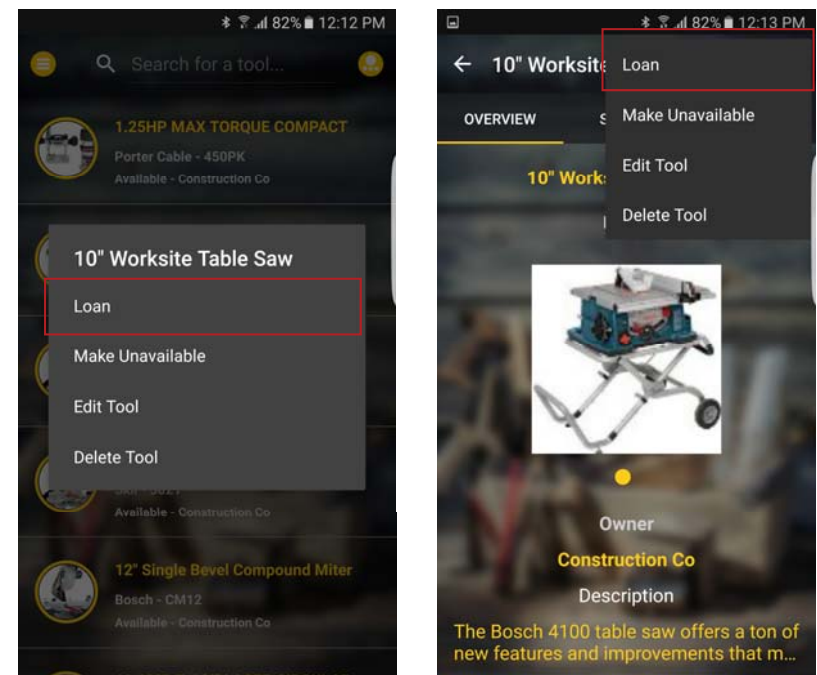 82% 12:12 PM
Search for a tool...
1.25HP MAX TORQUE COMPACT
Porter Cable - 450PK
Available - Construction Co
10" Worksite Table Saw
Loan
Make Unavailable
Edit Tool
Delete Tool
Available - Construction Co
12" Single Bevel Compound Miter
Bosch - CM12
Available - Construction Co
82% 12:13 PM
10" Worksite
Loan
OVERVIEW
Make Unavailable
10" Works
Edit Tool
Delete Tool
Owner
Construction Co
Description
The Bosch 4100 table saw offers a ton of
new features and improvements that m...